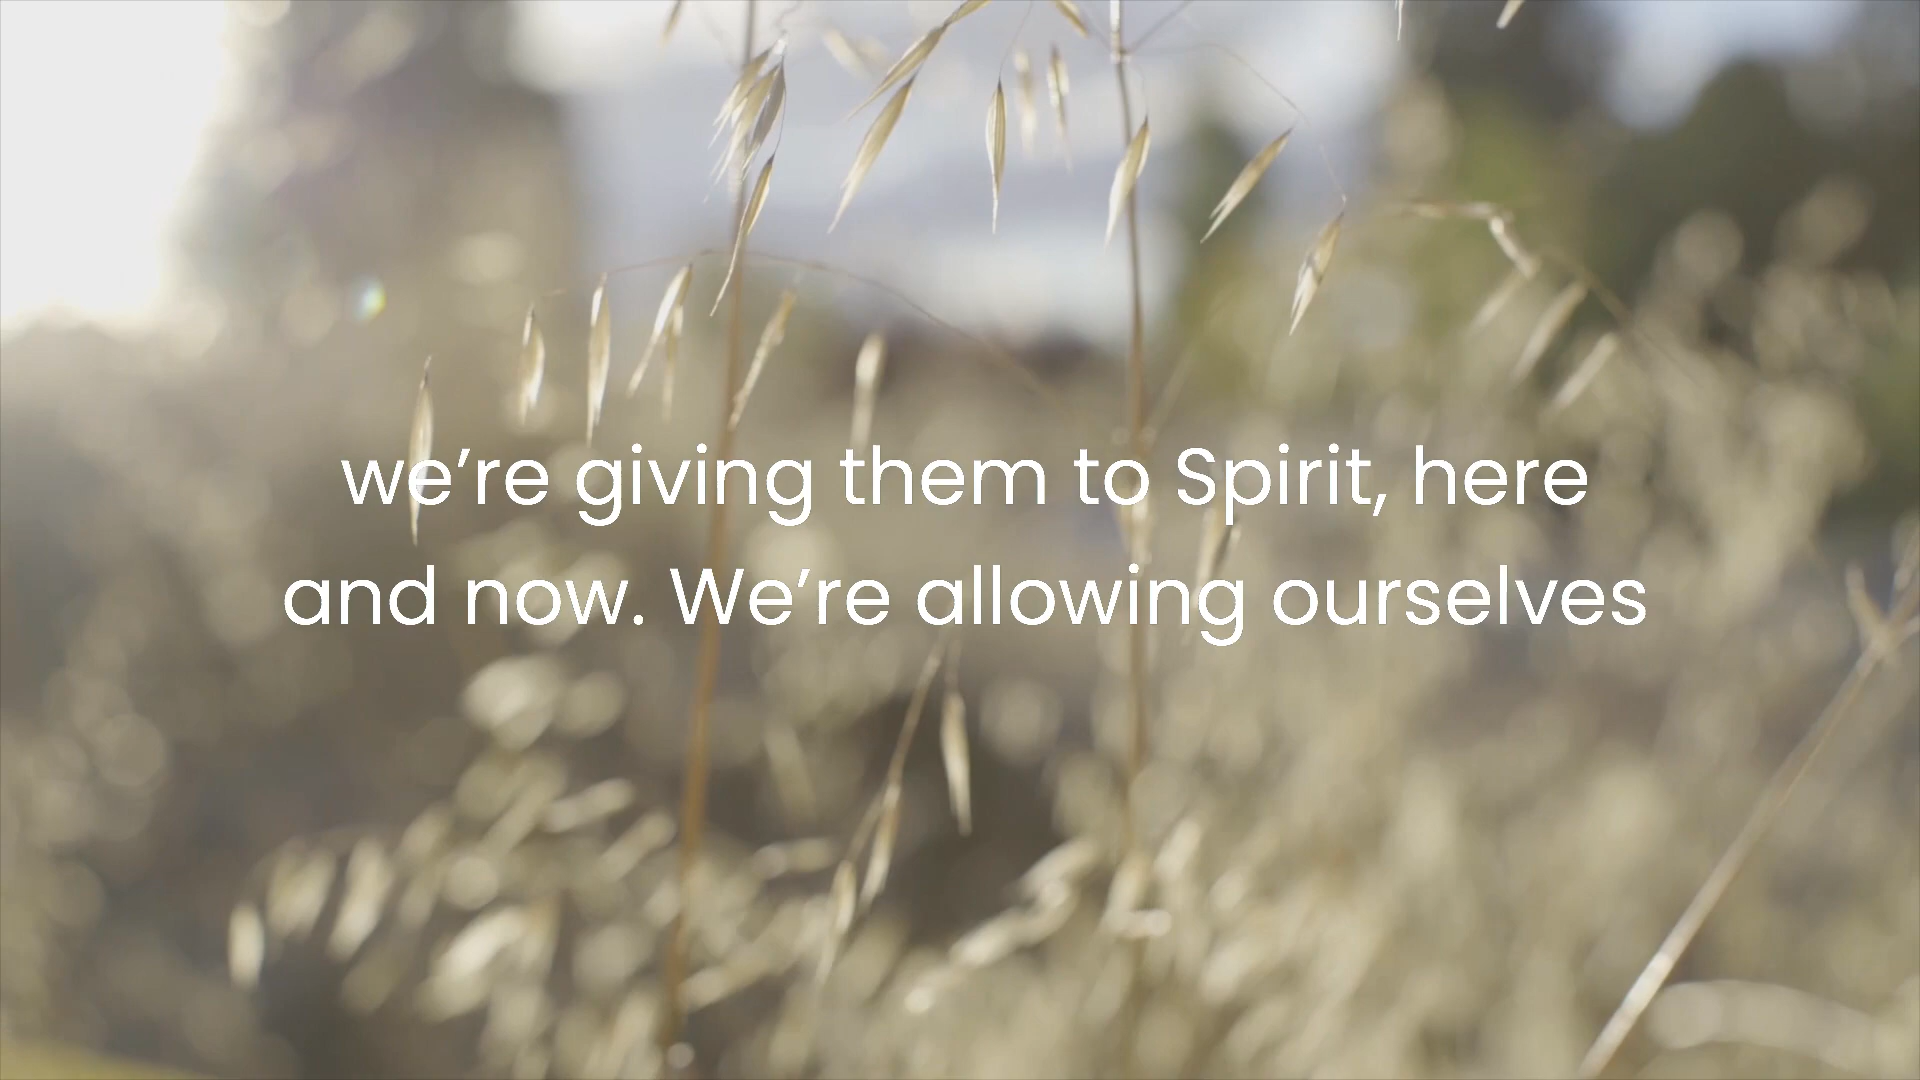 we’re giving them to Spirit, here
and now. We’re allowing ourselves